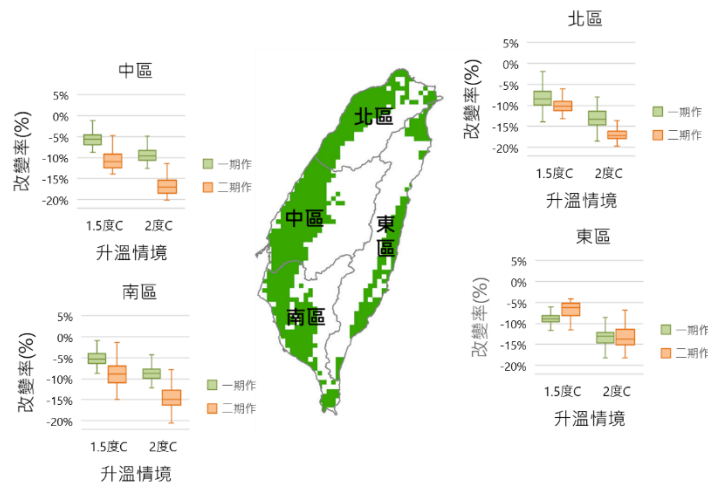 中區
改變率(%)
5%
0%
-5%
-10%
-15%
-20%
1.5度C
2度C
升溫情境
一期作
二期作
北區
改變率(%)
5%
0%
-5%
-10%
-15%
-20%
1.5度C
2度C
升溫情境
一期作
二期作
北區
中區
東區
南區
南區
改變率(%)
5%
0%
-5%
-10%
-15%
-20%
1.5度C
2度C
升溫情境
一期作
二期作
東區
改變率(%)
5%
0%
-5%
-10%
-15%
-20%
1.5度C
2度C
升溫情境
一期作
二期作